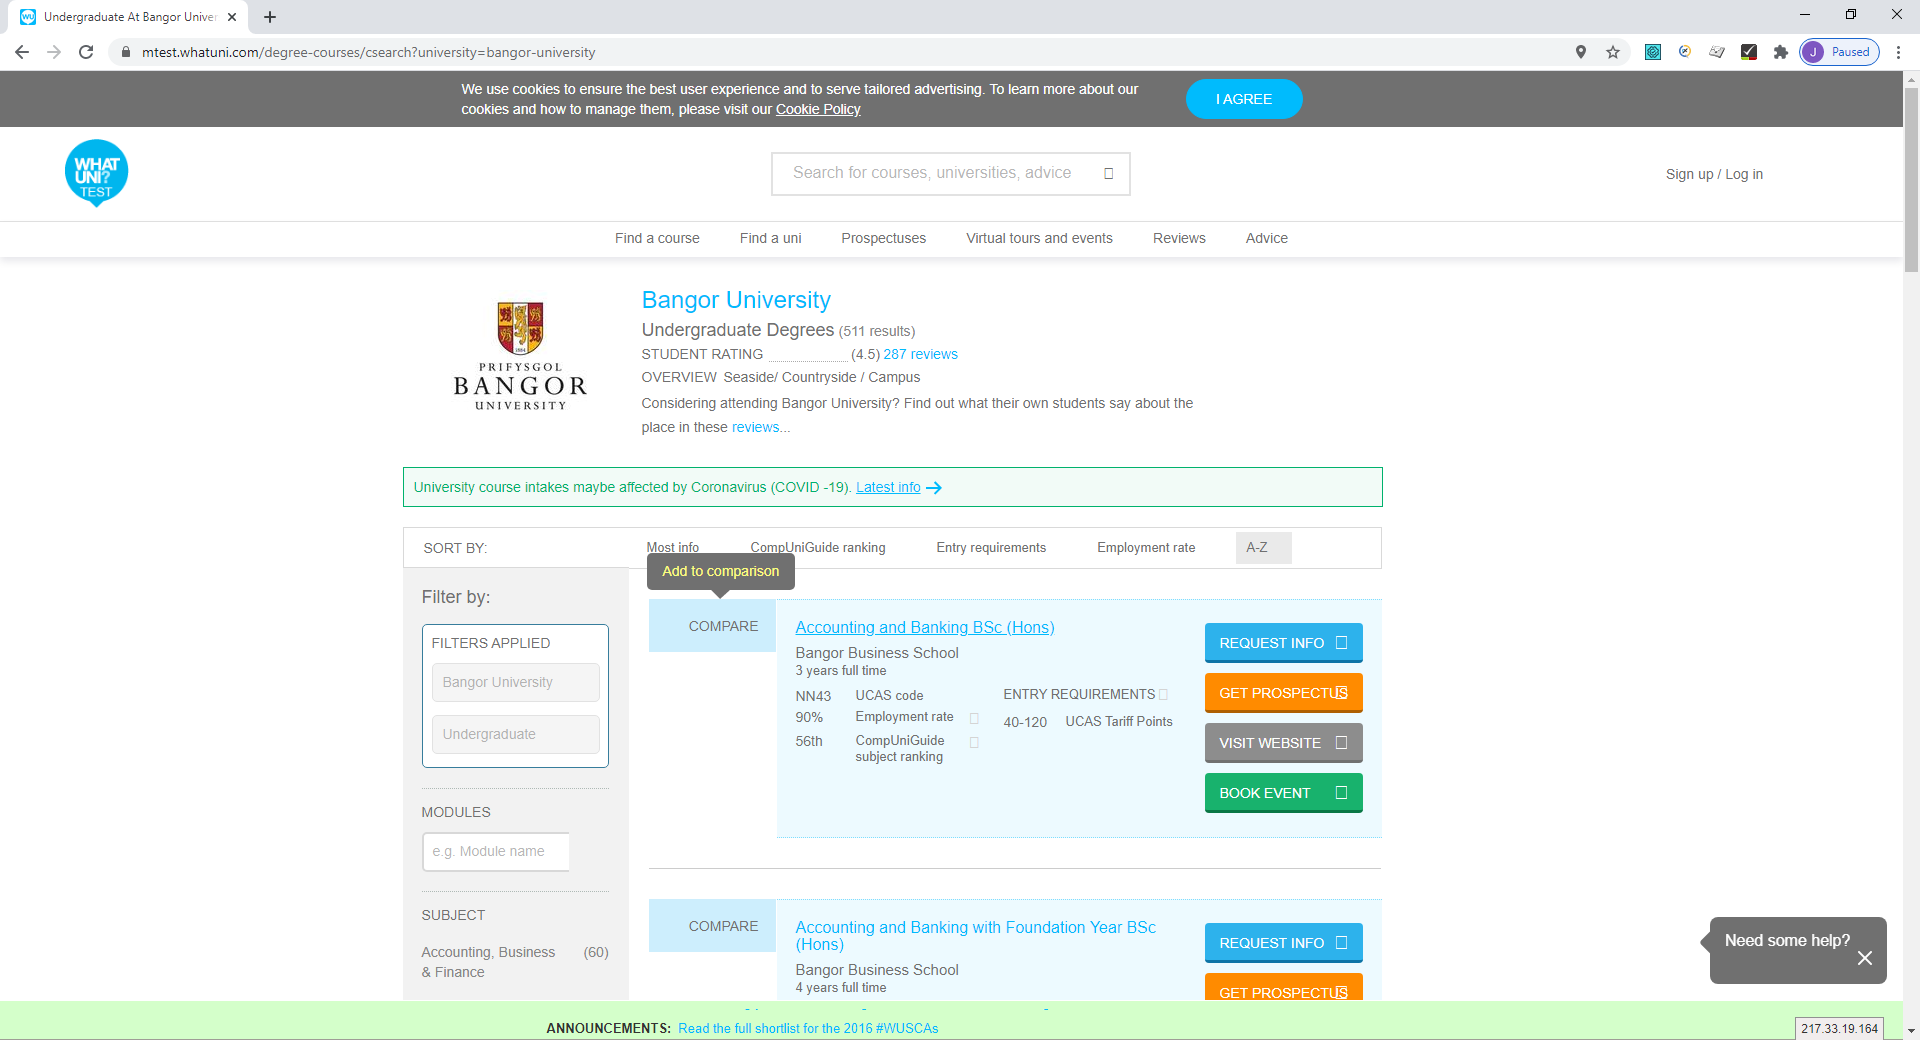 Undergraduate At Bangor Univer
mtest.whatuni.com/degree-courses/csearch?university=bangor-university
J Paused
We use cookies to ensure the best user experience and to serve tailored advertising. To learn more about our
cookies and how to manage them, please visit our Cookie Policy
I AGREE
WHAT
UNI?
TEST
Search for courses, universities, advice
Sign up / Log in
Find a course Find a uni Prospectuses Virtual tours and events Reviews Advice
1884
PRIFYSGOL
BANGOR
UNIVERSITY
Bangor University
Undergraduate Degrees (511 results)
STUDENT RATING (4.5) 287 reviews
OVERVIEW Seaside/ Countryside / Campus
Considering attending Bangor University? Find out what their own students say about the
place in these reviews...
University course intakes maybe affected by Coronavirus (COVID -19). Latest info
SORT BY: Most info CompUniGuide ranking Entry requirements Employment rate A-Z
Add to comparison
Filter by:
FILTERS APPLIED
Bangor University
Undergraduate
MODULES
e.g. Module name
SUBJECT
Accounting, Business (60)
& Finance
COMPARE
Accounting and Banking BSc (Hons)
Bangor Business School
3 years full time
NN43 UCAS code
90% Employment rate
56th CompUniGuide
subject ranking
ENTRY REQUIREMENTS
40-120 UCAS Tariff Points
REQUEST INFO
GET PROSPECTUS
VISIT WEBSITE
BOOK EVENT
COMPARE
Accounting and Banking with Foundation Year BSc
(Hons)
Bangor Business School
4 years full time
REQUEST INFO
GET PROSPECTUS
Need some help?
ANNOUNCEMENTS: Read the full shortlist for the 2016 #WUSCAs
217.33.19.164